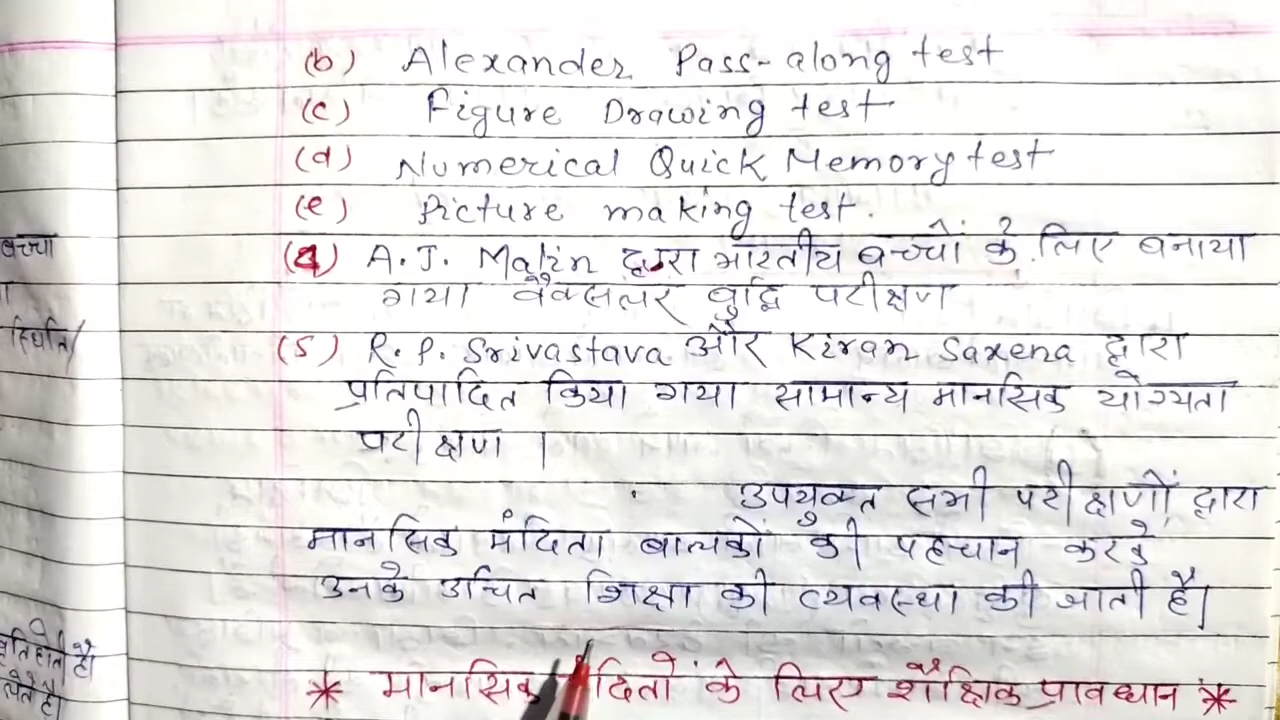 (b) Alexander Pass-along test
(c) Figure Drawing test
(d) Numerical Quick Memory test
(e) Picture making test.
(4) A.J. Malin द्वारा भारतीय बच्चों के लिए बनाया
गया वैक्सलर बुद्धि परीक्षण
(5) R.P. Srivastava और Kiran Saxena द्वारा
प्रतिपादित किया गया सामान्य मानसिक योग्यता
परीक्षण ।
उपयुक्त सभी परीक्षणों द्वारा
मानसिक मंदिता बालकों की पहचान करके
उनके उचित शिक्षा की व्यवस्था की जाती है।
* मानसिक मंदितों के लिए शैक्षिक प्रावधान *
बच्चा
स्थिति/